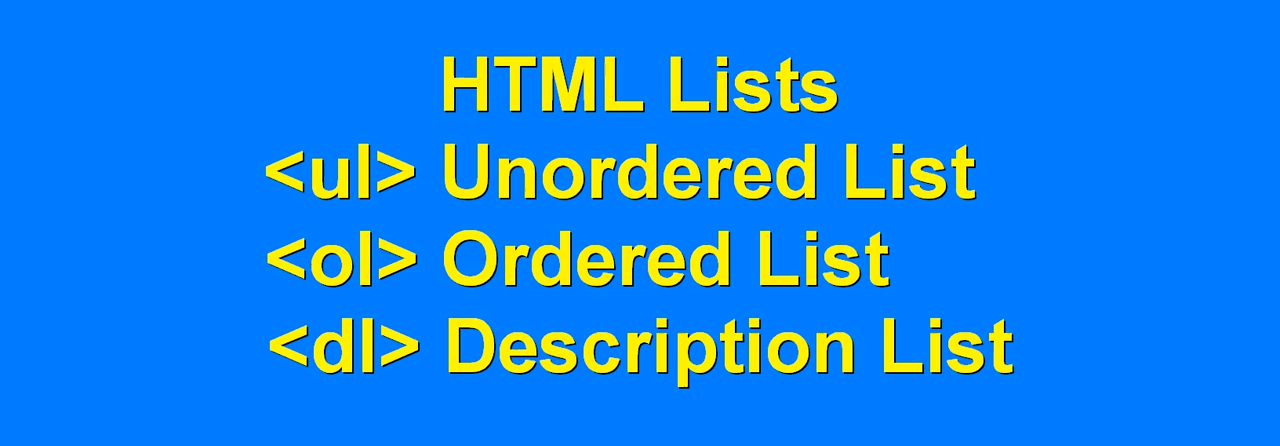 HTML Lists
<ul> Unordered List
<ol> Ordered List
<dl> Description List